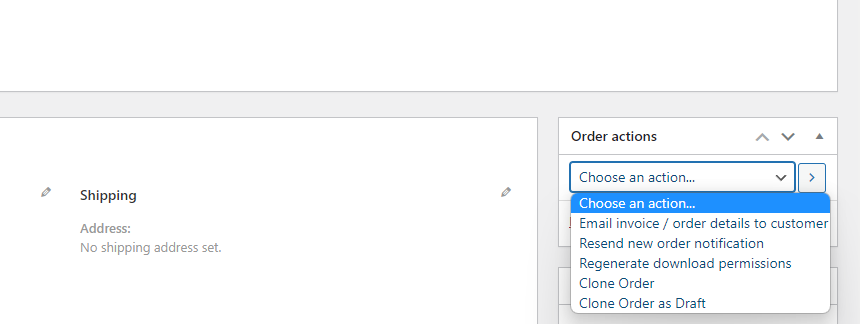 Order actions
Choose an action...
Shipping
Address:
No shipping address set.
Choose an action...
Email invoice / order details to customer
Resend new order notification
Regenerate download permissions
Clone Order
Clone Order as Draft